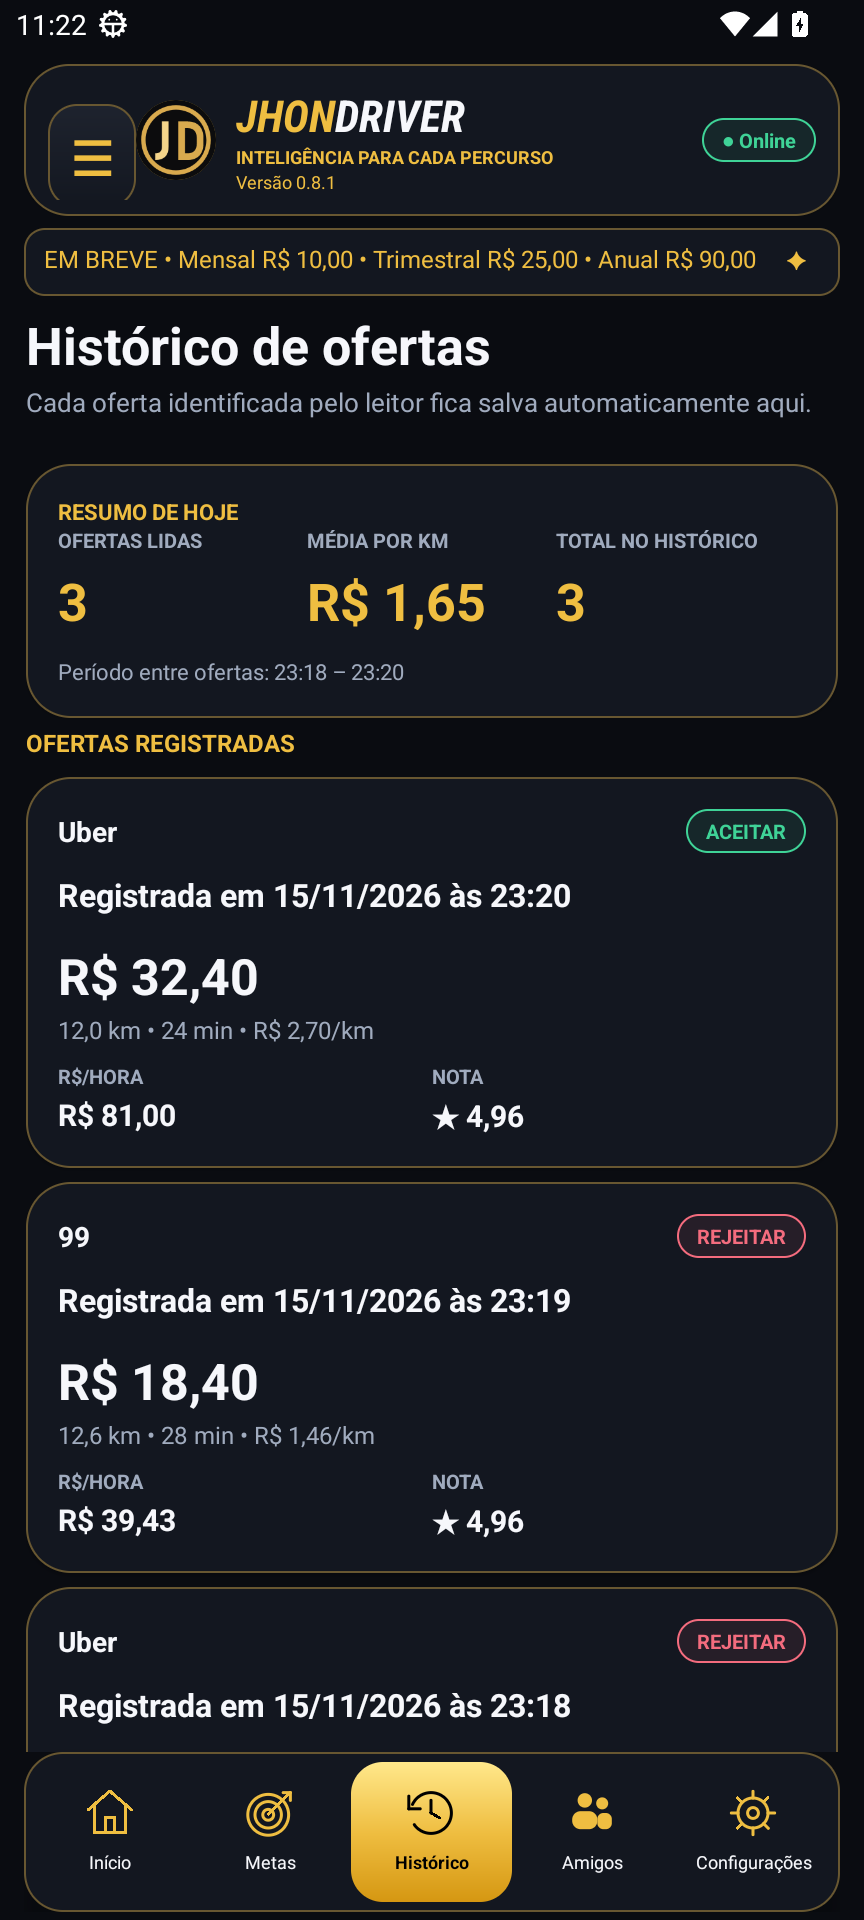 11:22
JD
JHONDRIVER
INTELIGÊNCIA PARA CADA PERCURSO
Versão 0.8.1
● Online
EM BREVE • Mensal R$ 10,00 • Trimestral R$ 25,00 • Anual R$ 90,00 ✦
Histórico de ofertas
Cada oferta identificada pelo leitor fica salva automaticamente aqui.
RESUMO DE HOJE
OFERTAS LIDAS MÉDIA POR KM TOTAL NO HISTÓRICO
3 R$ 1,65 3
Período entre ofertas: 23:18 – 23:20
OFERTAS REGISTRADAS
Uber ACEITAR
Registrada em 15/11/2026 às 23:20
R$ 32,40
12,0 km • 24 min • R$ 2,70/km
R$/HORA NOTA
R$ 81,00 ★ 4,96
99 REJEITAR
Registrada em 15/11/2026 às 23:19
R$ 18,40
12,6 km • 28 min • R$ 1,46/km
R$/HORA NOTA
R$ 39,43 ★ 4,96
Uber REJEITAR
Registrada em 15/11/2026 às 23:18
Início Metas Histórico Amigos Configurações